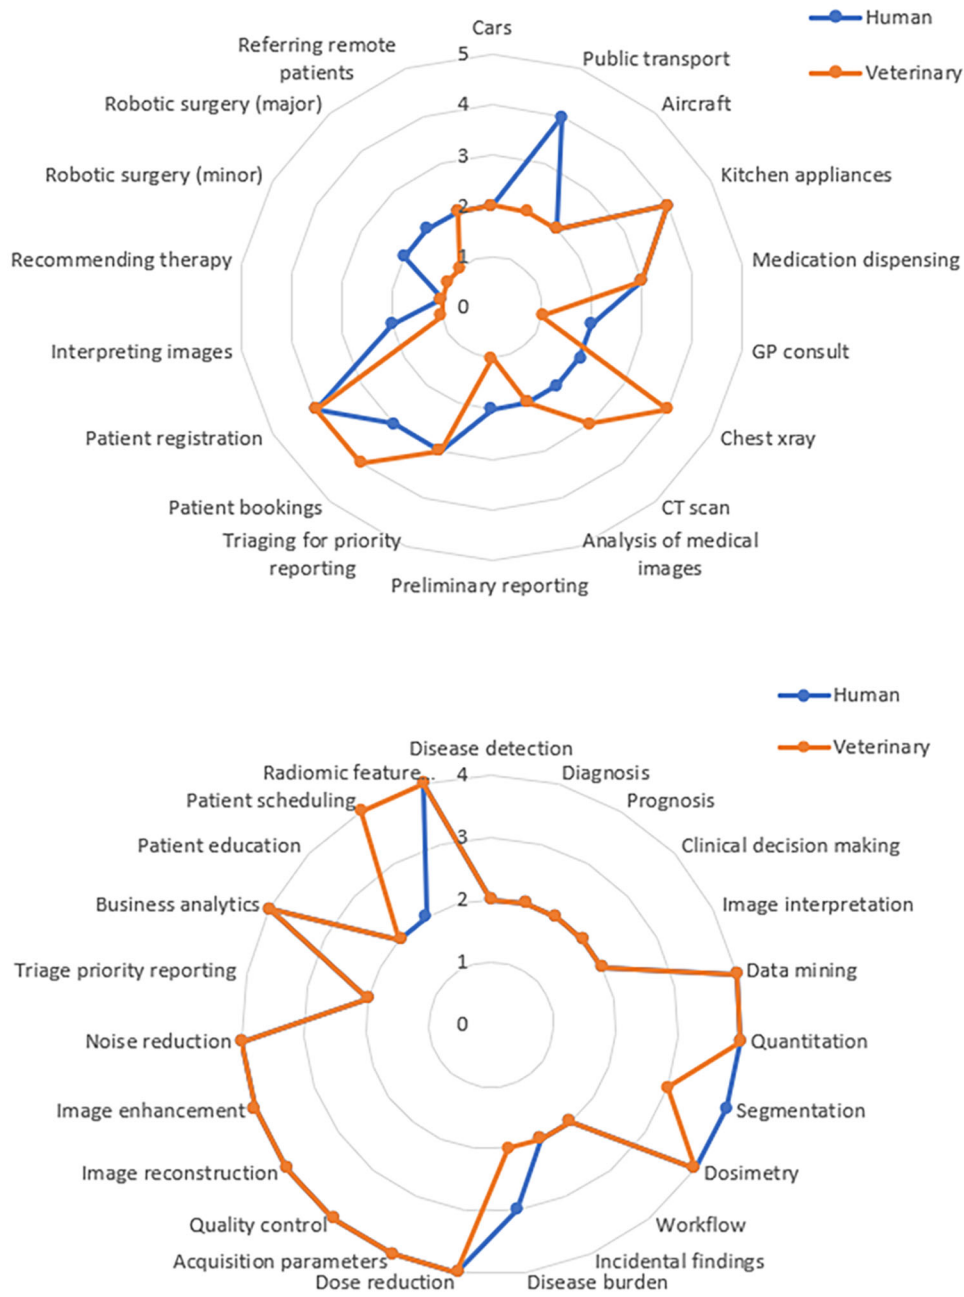 Human
Veterinary
Cars
Public transport
Aircraft
Kitchen appliances
Medication dispensing
GP consult
Chest xray
CT scan
Analysis of medical
images
Preliminary reporting
Triaging for priority
reporting
Patient bookings
Patient registration
Interpreting images
Recommending therapy
Robotic surgery (minor)
Robotic surgery (major)
Referring remote
patients
5
4
3
2
1
0
Human
Veterinary
Disease detection
Diagnosis
Prognosis
Clinical decision making
Image interpretation
Data mining
Quantitation
Segmentation
Dosimetry
Workflow
Incidental findings
Disease burden
Dose reduction
Acquisition parameters
Quality control
Image reconstruction
Image enhancement
Noise reduction
Triage priority reporting
Business analytics
Patient education
Patient scheduling
Radiomic feature...
4
3
2
1
0